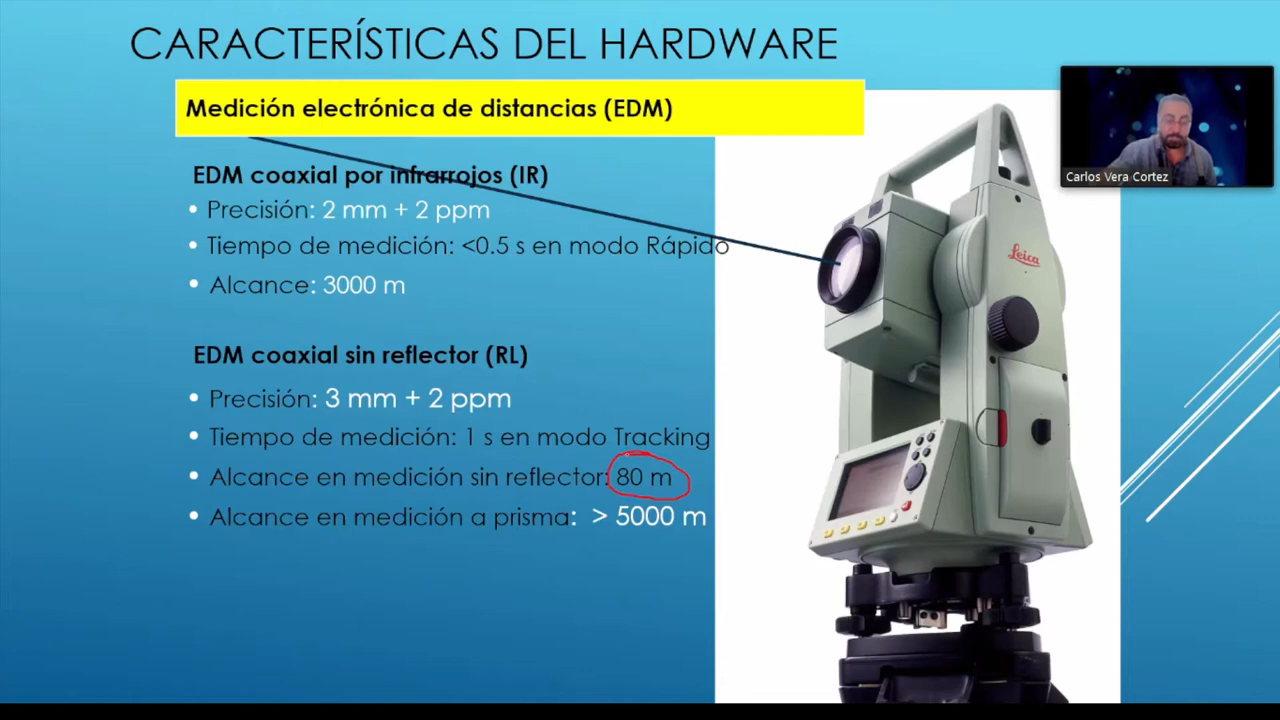 CARACTERÍSTICAS DEL HARDWARE
Medición electrónica de distancias (EDM)
EDM coaxial por infrarrojos (IR)
• Precisión: 2 mm + 2 ppm
• Tiempo de medición: <0.5 s en modo Rápido
• Alcance: 3000 m
EDM coaxial sin reflector (RL)
• Precisión: 3 mm + 2 ppm
• Tiempo de medición: 1 s en modo Tracking
• Alcance en medición sin reflector: 80 m
• Alcance en medición a prisma: > 5000 m
Leica
Carlos Vera Cortez